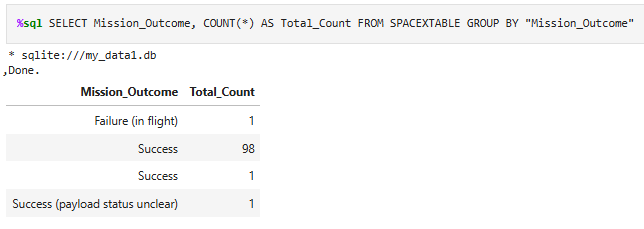 %sql SELECT Mission_Outcome, COUNT(*) AS Total_Count FROM SPACEXTABLE GROUP BY "Mission_Outcome"
* sqlite:///my_data1.db
,Done.
Mission_Outcome Total_Count
Failure (in flight) 1
Success 98
Success 1
Success (payload status unclear) 1